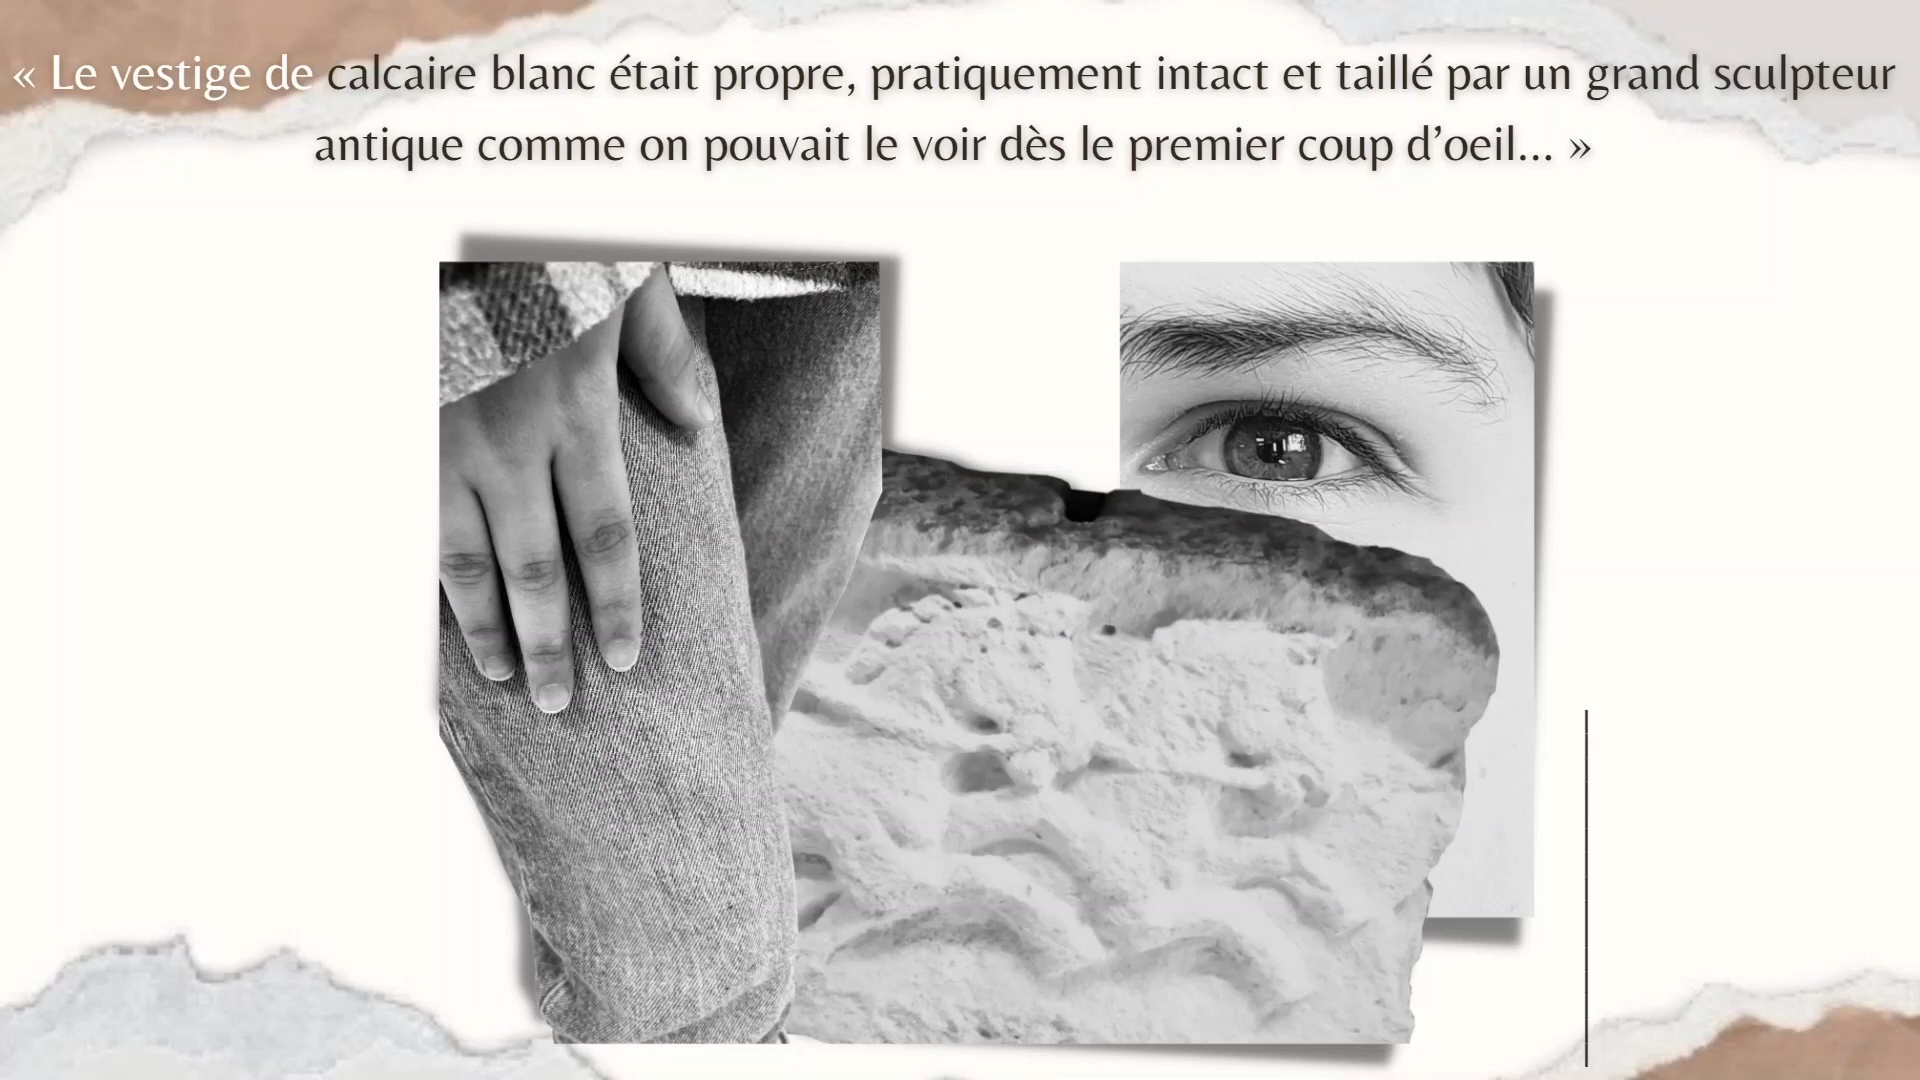 « Le vestige de calcaire blanc était propre, pratiquement intact et taillé par un grand sculpteur
antique comme on pouvait le voir dès le premier coup d’oeil... »